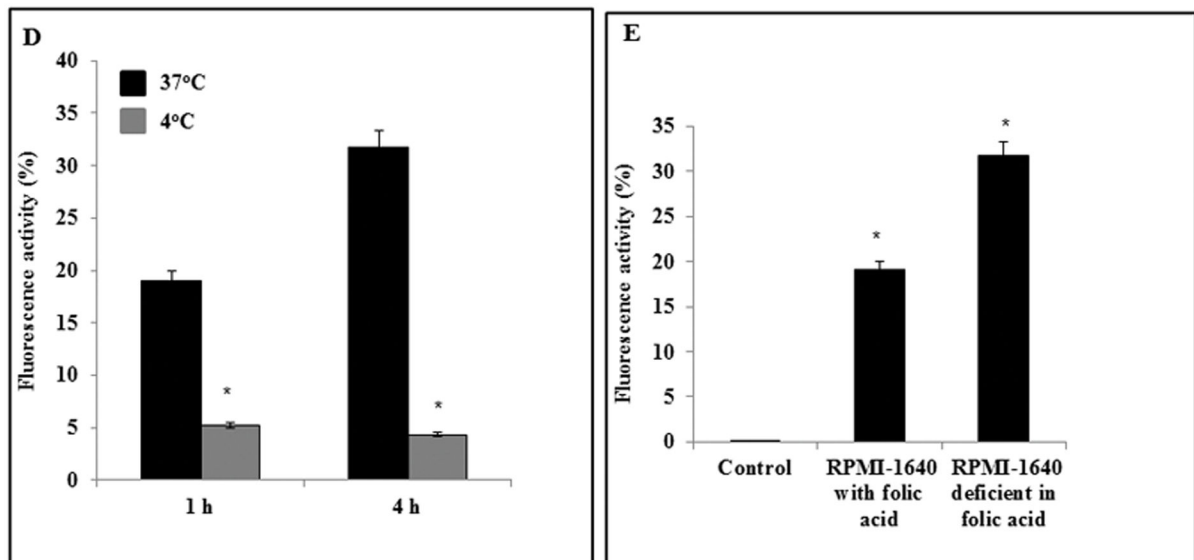 D
40
35
30
25
20
15
10
5
0
Fluorescence activity (%)
37°C
4°C
*
*
1 h
4 h
E
35
30
25
20
15
10
5
0
Fluorescence activity (%)
*
*
Control
RPMI-1640
with folic
acid
RPMI-1640
deficient in
folic acid